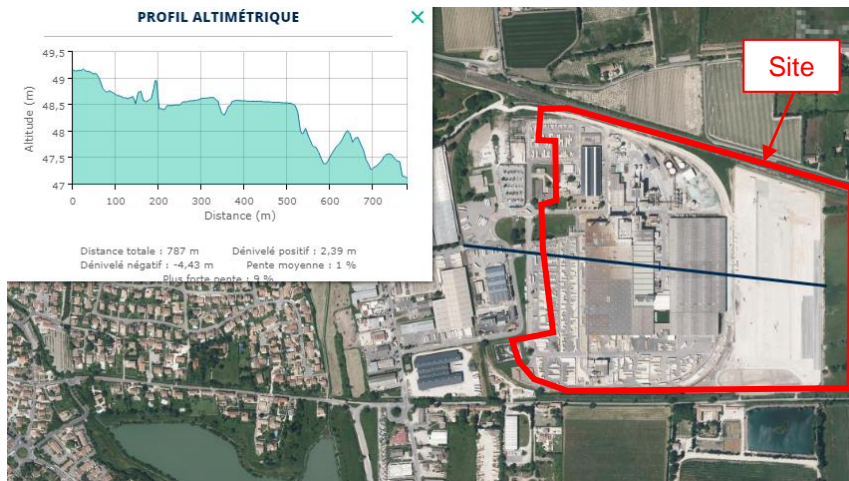 PROFIL ALTIMÉTRIQUE
×
49,5
49
48,5
48
47,5
47
Altitude (m)
0 100 200 300 400 500 600 700
Distance (m)
Distance totale : 787 m Dénivelé positif : 2,39 m
Dénivelé négatif : -4,43 m Pente moyenne : 1 %
Plus forte pente : 9 %
Site